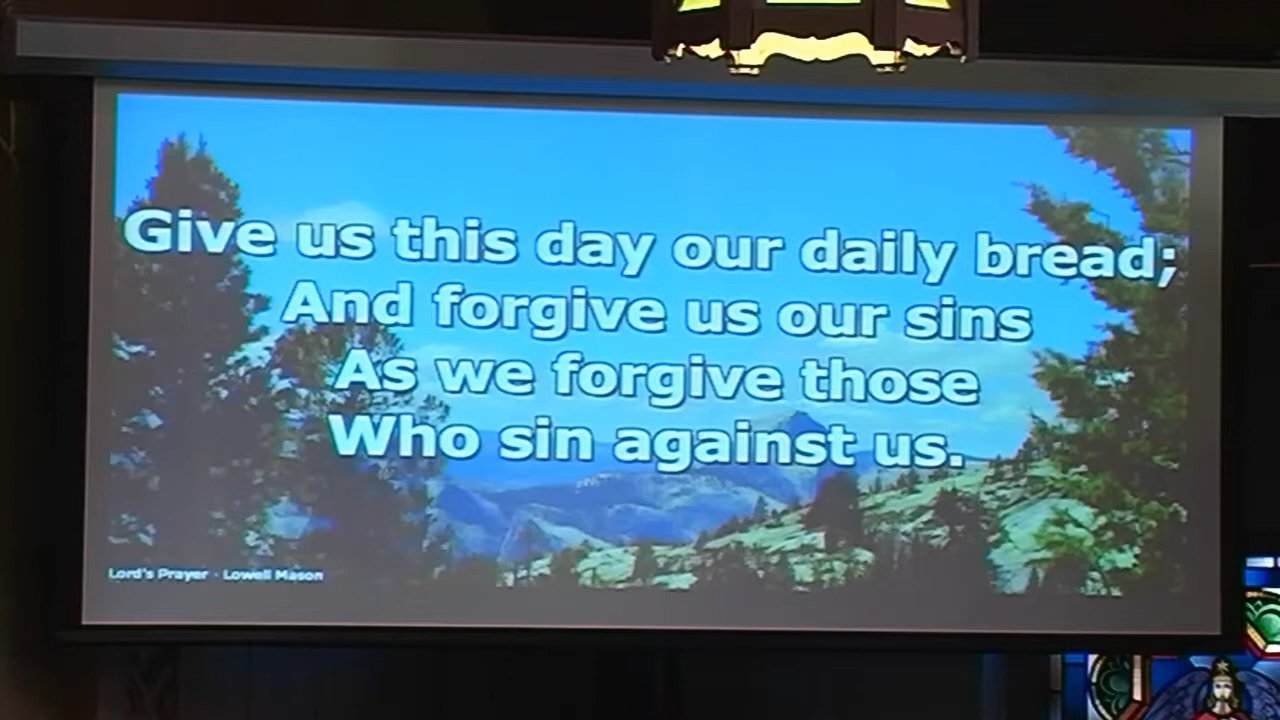 Give us this day our daily bread;
And forgive us our sins
As we forgive those
Who sin against us.
Lord's Prayer - Lowell Mason